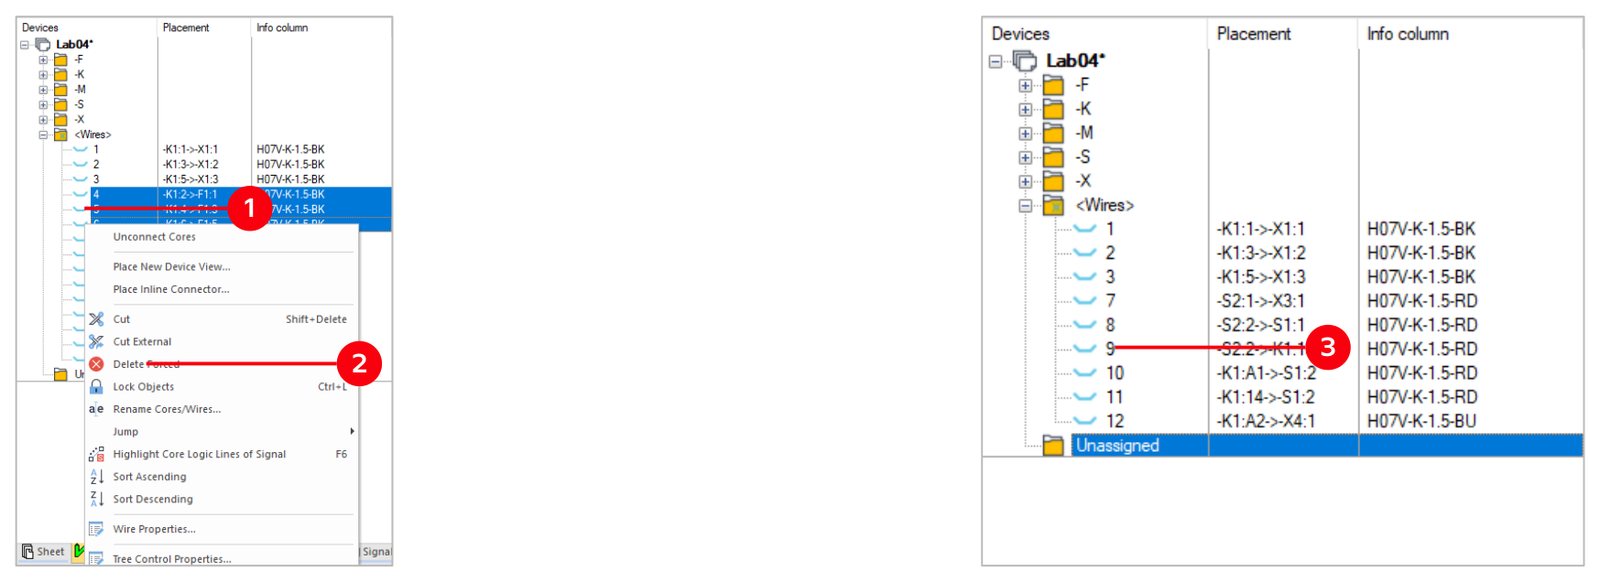 Devices Placement Info column
Lab04*
-F
-K
-M
-S
-X
<Wires>
1 -K1:1->-X1:1 H07V-K-1.5-BK
2 -K1:3->-X1:2 H07V-K-1.5-BK
3 -K1:5->-X1:3 H07V-K-1.5-BK
4 -K1:2->-F1:1 H07V-K-1.5-BK
1
Unconnect Cores
Place New Device View...
Place Inline Connector...
Cut Shift+Delete
Cut External
Delete Forced
2
Lock Objects Ctrl+L
Rename Cores/Wires...
Jump
Highlight Core Logic Lines of Signal F6
Sort Ascending
Sort Descending
Wire Properties...
Tree Control Properties...
Sheet Signal
Devices Placement Info column
Lab04*
-F
-K
-M
-S
-X
<Wires>
1 -K1:1->-X1:1 H07V-K-1.5-BK
2 -K1:3->-X1:2 H07V-K-1.5-BK
3 -K1:5->-X1:3 H07V-K-1.5-BK
7 -S2:1->-X3:1 H07V-K-1.5-RD
8 -S2:2->-S1:1 H07V-K-1.5-RD
9 H07V-K-1.5-RD
3
10 -K1:A1->-S1:2 H07V-K-1.5-RD
11 -K1:14->-S1:2 H07V-K-1.5-RD
12 -K1:A2->-X4:1 H07V-K-1.5-BU
Unassigned